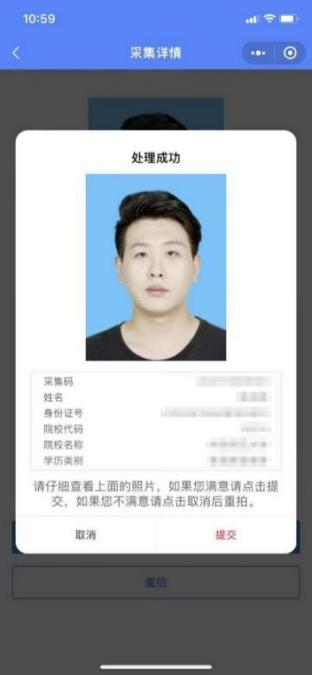 10:59
采集详情
处理成功
采集码
姓名
身份证号
院校代码
院校名称
学历类别
请仔细查看上面的照片，如果您满意请点击提
交，如果您不满意请点击取消后重拍。
取消
提交
重拍